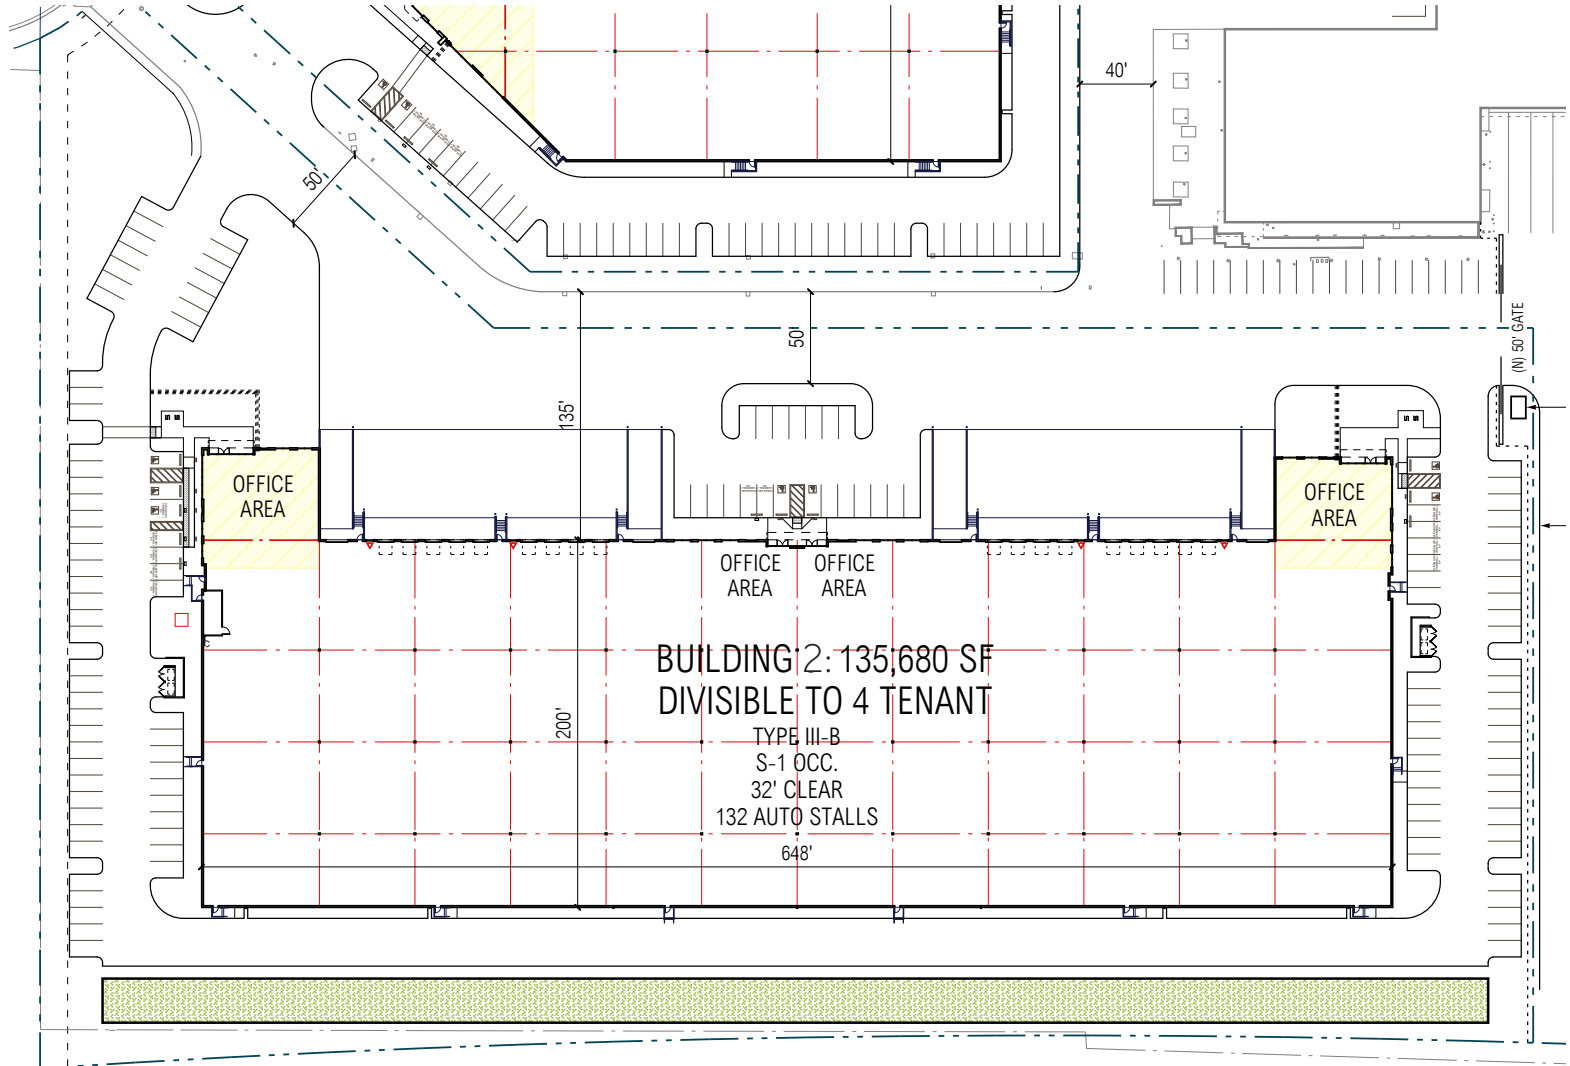 40'
50'
(N) 50' GATE
50'
135'
OFFICE
AREA
OFFICE
AREA
OFFICE
AREA
OFFICE
AREA
BUILDING 2: 135,680 SF
DIVISIBLE TO 4 TENANT
200'
TYPE III-B
S-1 OCC.
32' CLEAR
132 AUTO STALLS
648'